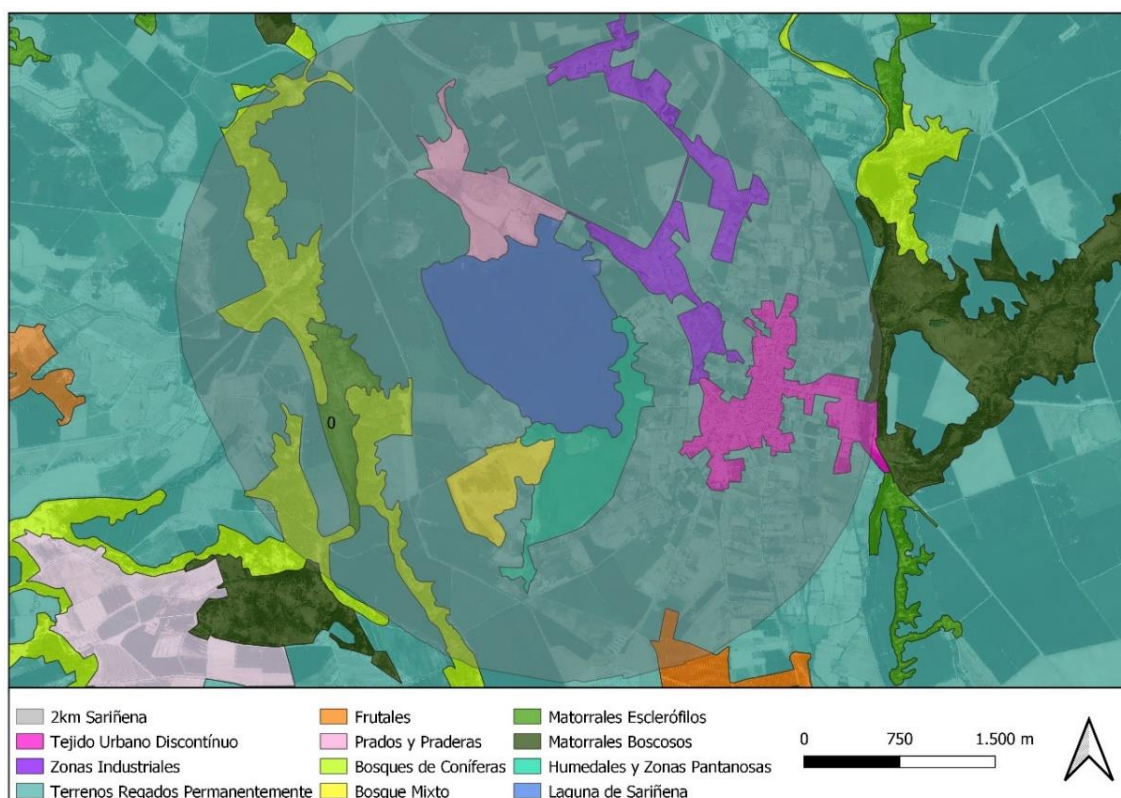 0
2km Sariñena
Tejido Urbano Discontínuo
Zonas Industriales
Terrenos Regados Permanentemente
Frutales
Prados y Praderas
Bosques de Coníferas
Bosque Mixto
Matorrales Esclerófilos
Matorrales Boscosos
Humedales y Zonas Pantanosas
Laguna de Sariñena
0 750 1.500 m